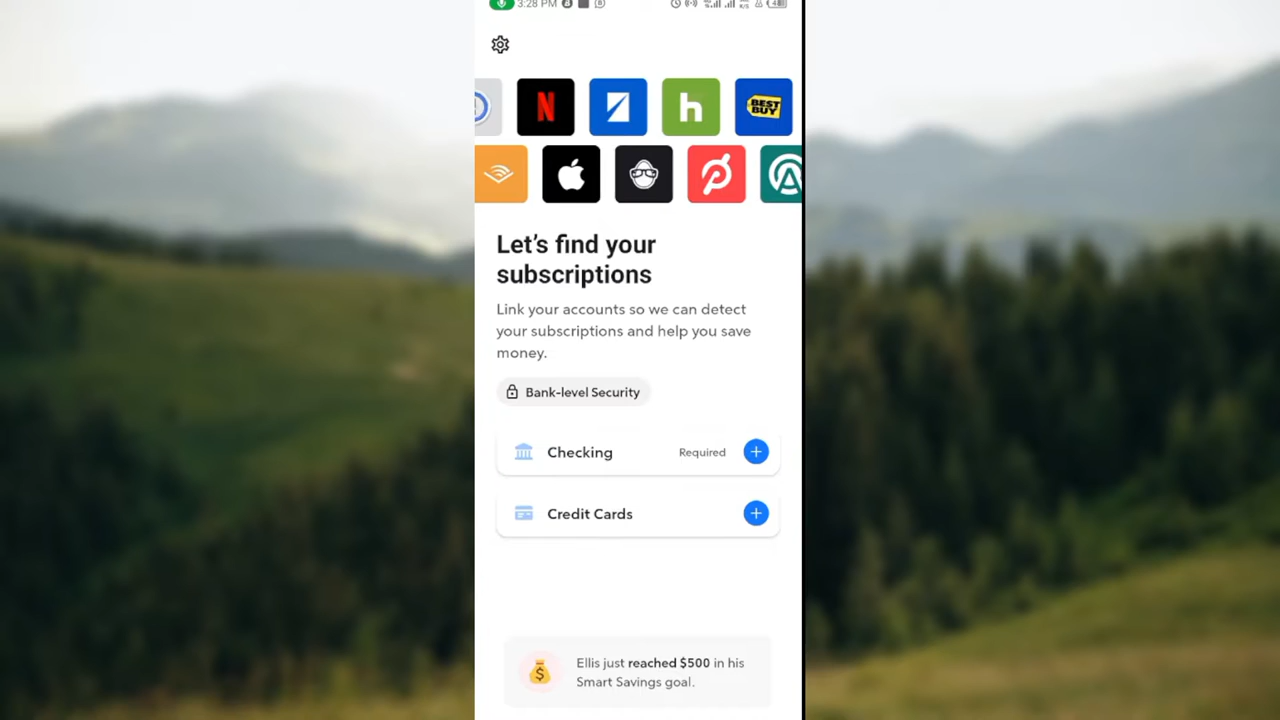 3:28 PM
N
h
BEST
BUY
Let's find your
subscriptions
Link your accounts so we can detect
your subscriptions and help you save
money.
Bank-level Security
Checking Required
Credit Cards
Ellis just reached $500 in his
Smart Savings goal.